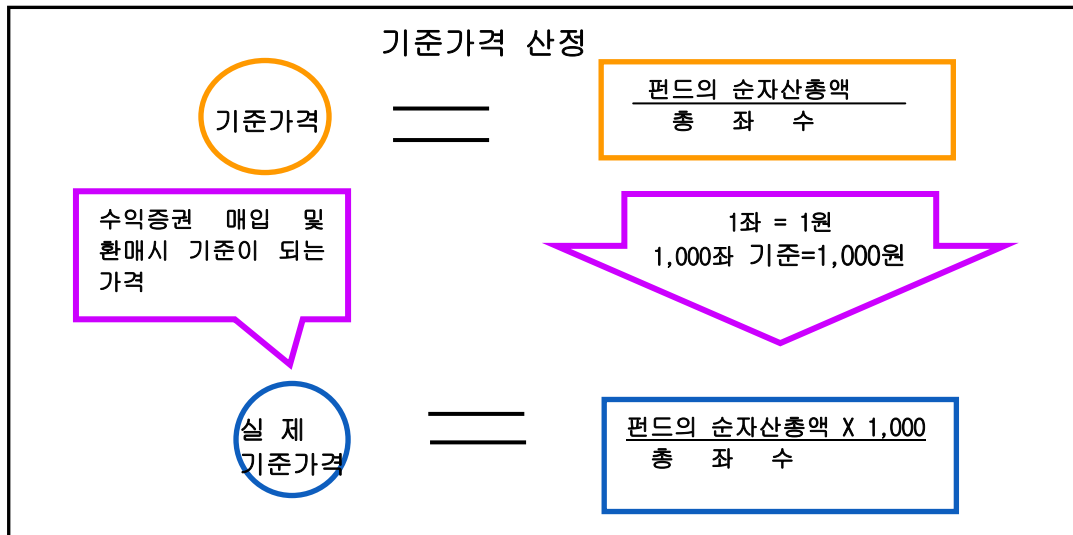 기준가격 산정
기준가격
펀드의 순자산총액
총 좌 수
수익증권 매입 및
환매시 기준이 되는
가격
1좌 = 1원
1,000좌 기준=1,000원
실 제
기준가격
펀드의 순자산총액 X 1,000
총 좌 수